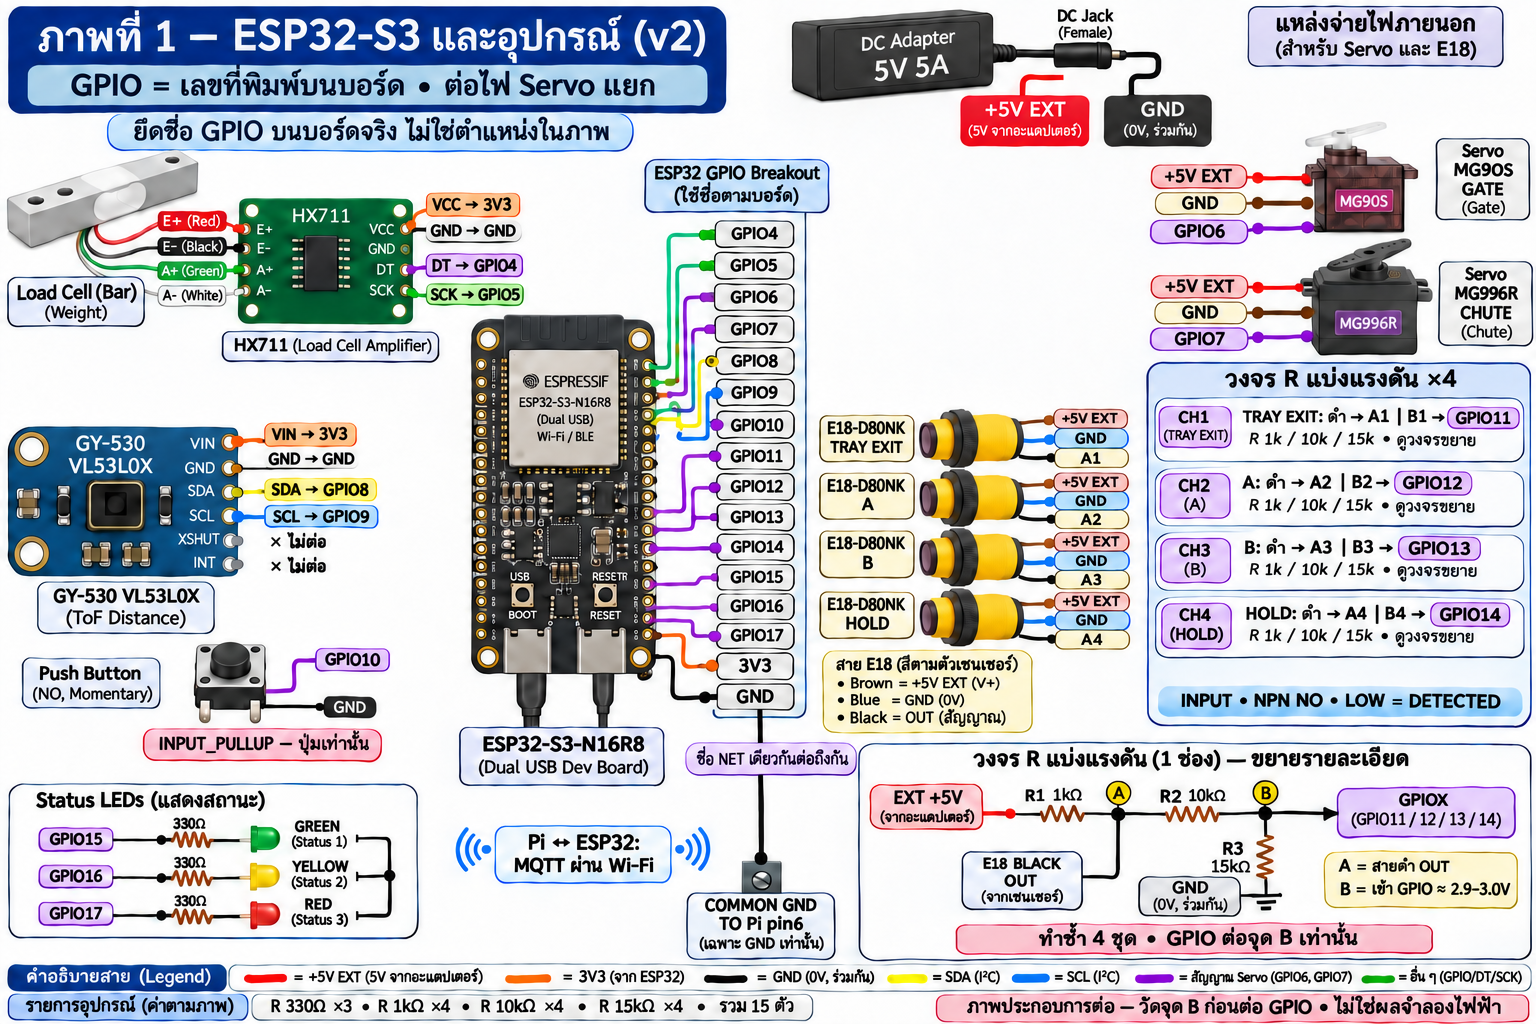 ภาพที่ 1 – ESP32-S3 และอุปกรณ์ (v2)
GPIO = เลขที่พิมพ์บนบอร์ด • ต่อไฟ Servo แยก
ยึดชื่อ GPIO บนบอร์ดจริง ไม่ใช่ตำแหน่งในภาพ
DC Adapter
5V 5A
DC Jack
(Female)
+5V EXT
(5V จากอะแดปเตอร์)
GND
(0V, ร่วมกัน)
แหล่งจ่ายไฟภายนอก
(สำหรับ Servo และ E18)
E+ (Red)
E– (Black)
A+ (Green)
A– (White)
Load Cell (Bar)
(Weight)
HX711
E+
E–
A+
A–
VCC
GND
DT
SCK
VCC → 3V3
GND → GND
DT → GPIO4
SCK → GPIO5
HX711 (Load Cell Amplifier)
ESP32 GPIO Breakout
(ใช้ชื่อตามบอร์ด)
GPIO4
GPIO5
GPIO6
GPIO7
GPIO8
GPIO9
GPIO10
GPIO11
GPIO12
GPIO13
GPIO14
GPIO15
GPIO16
GPIO17
3V3
GND
ESPRESSIF
ESP32-S3-N16R8
(Dual USB)
Wi-Fi / BLE
USB
BOOT
RESETR
RESET
ESP32-S3-N16R8
(Dual USB Dev Board)
+5V EXT
GND
GPIO6
MG90S
Servo
MG90S
GATE
(Gate)
+5V EXT
GND
GPIO7
MG996R
Servo
MG996R
CHUTE
(Chute)
GY-530
VL53L0X
VIN
GND
SDA
SCL
XSHUT
INT
VIN → 3V3
GND → GND
SDA → GPIO8
SCL → GPIO9
× ไม่ต่อ
× ไม่ต่อ
GY-530 VL53L0X
(ToF Distance)
Push Button
(NO, Momentary)
GPIO10
GND
INPUT_PULLUP — ปุ่มเท่านั้น
E18-D80NK
TRAY EXIT
+5V EXT
GND
A1
E18-D80NK
A
+5V EXT
GND
A2
E18-D80NK
B
+5V EXT
GND
A3
E18-D80NK
HOLD
+5V EXT
GND
A4
สาย E18 (สีตามตัวเซนเซอร์)
• Brown = +5V EXT (V+)
• Blue = GND (0V)
• Black = OUT (สัญญาณ)
วงจร R แบ่งแรงดัน ×4
CH1
(TRAY EXIT)
TRAY EXIT: ดำ → A1 | B1 → GPIO11
R 1k / 10k / 15k • ดูวงจรขยาย
CH2
(A)
A: ดำ → A2 | B2 → GPIO12
R 1k / 10k / 15k • ดูวงจรขยาย
CH3
(B)
B: ดำ → A3 | B3 → GPIO13
R 1k / 10k / 15k • ดูวงจรขยาย
CH4
(HOLD)
HOLD: ดำ → A4 | B4 → GPIO14
R 1k / 10k / 15k • ดูวงจรขยาย
INPUT • NPN NO • LOW = DETECTED
Status LEDs (แสดงสถานะ)
GPIO15
330Ω
GREEN
(Status 1)
GPIO16
330Ω
YELLOW
(Status 2)
GPIO17
330Ω
RED
(Status 3)
Pi ↔ ESP32:
MQTT ผ่าน Wi-Fi
ชื่อ NET เดียวกันต่อถึงกัน
COMMON GND
TO Pi pin6
(เฉพาะ GND เท่านั้น)
วงจร R แบ่งแรงดัน (1 ช่อง) — ขยายรายละเอียด
EXT +5V
(จากอะแดปเตอร์)
R1 1kΩ
A
R2 10kΩ
B
GPIOX
(GPIO11 / 12 / 13 / 14)
E18 BLACK
OUT
(จากเซนเซอร์)
R3
15kΩ
GND
(0V, ร่วมกัน)
A = สายดำ OUT
B = เข้า GPIO ≈ 2.9–3.0V
ทำซ้ำ 4 ชุด • GPIO ต่อจุด B เท่านั้น
คำอธิบายสาย (Legend)
= +5V EXT (5V จากอะแดปเตอร์)
= 3V3 (จาก ESP32)
= GND (0V, ร่วมกัน)
= SDA (I²C)
= SCL (I²C)
= สัญญาณ Servo (GPIO6, GPIO7)
= อื่น ๆ (GPIO/DT/SCK)
รายการอุปกรณ์ (ค่าตามภาพ)
R 330Ω ×3 • R 1kΩ ×4 • R 10kΩ ×4 • R 15kΩ ×4 • รวม 15 ตัว
ภาพประกอบการต่อ — วัดจุด B ก่อนต่อ GPIO • ไม่ใช่ผลจำลองไฟฟ้า